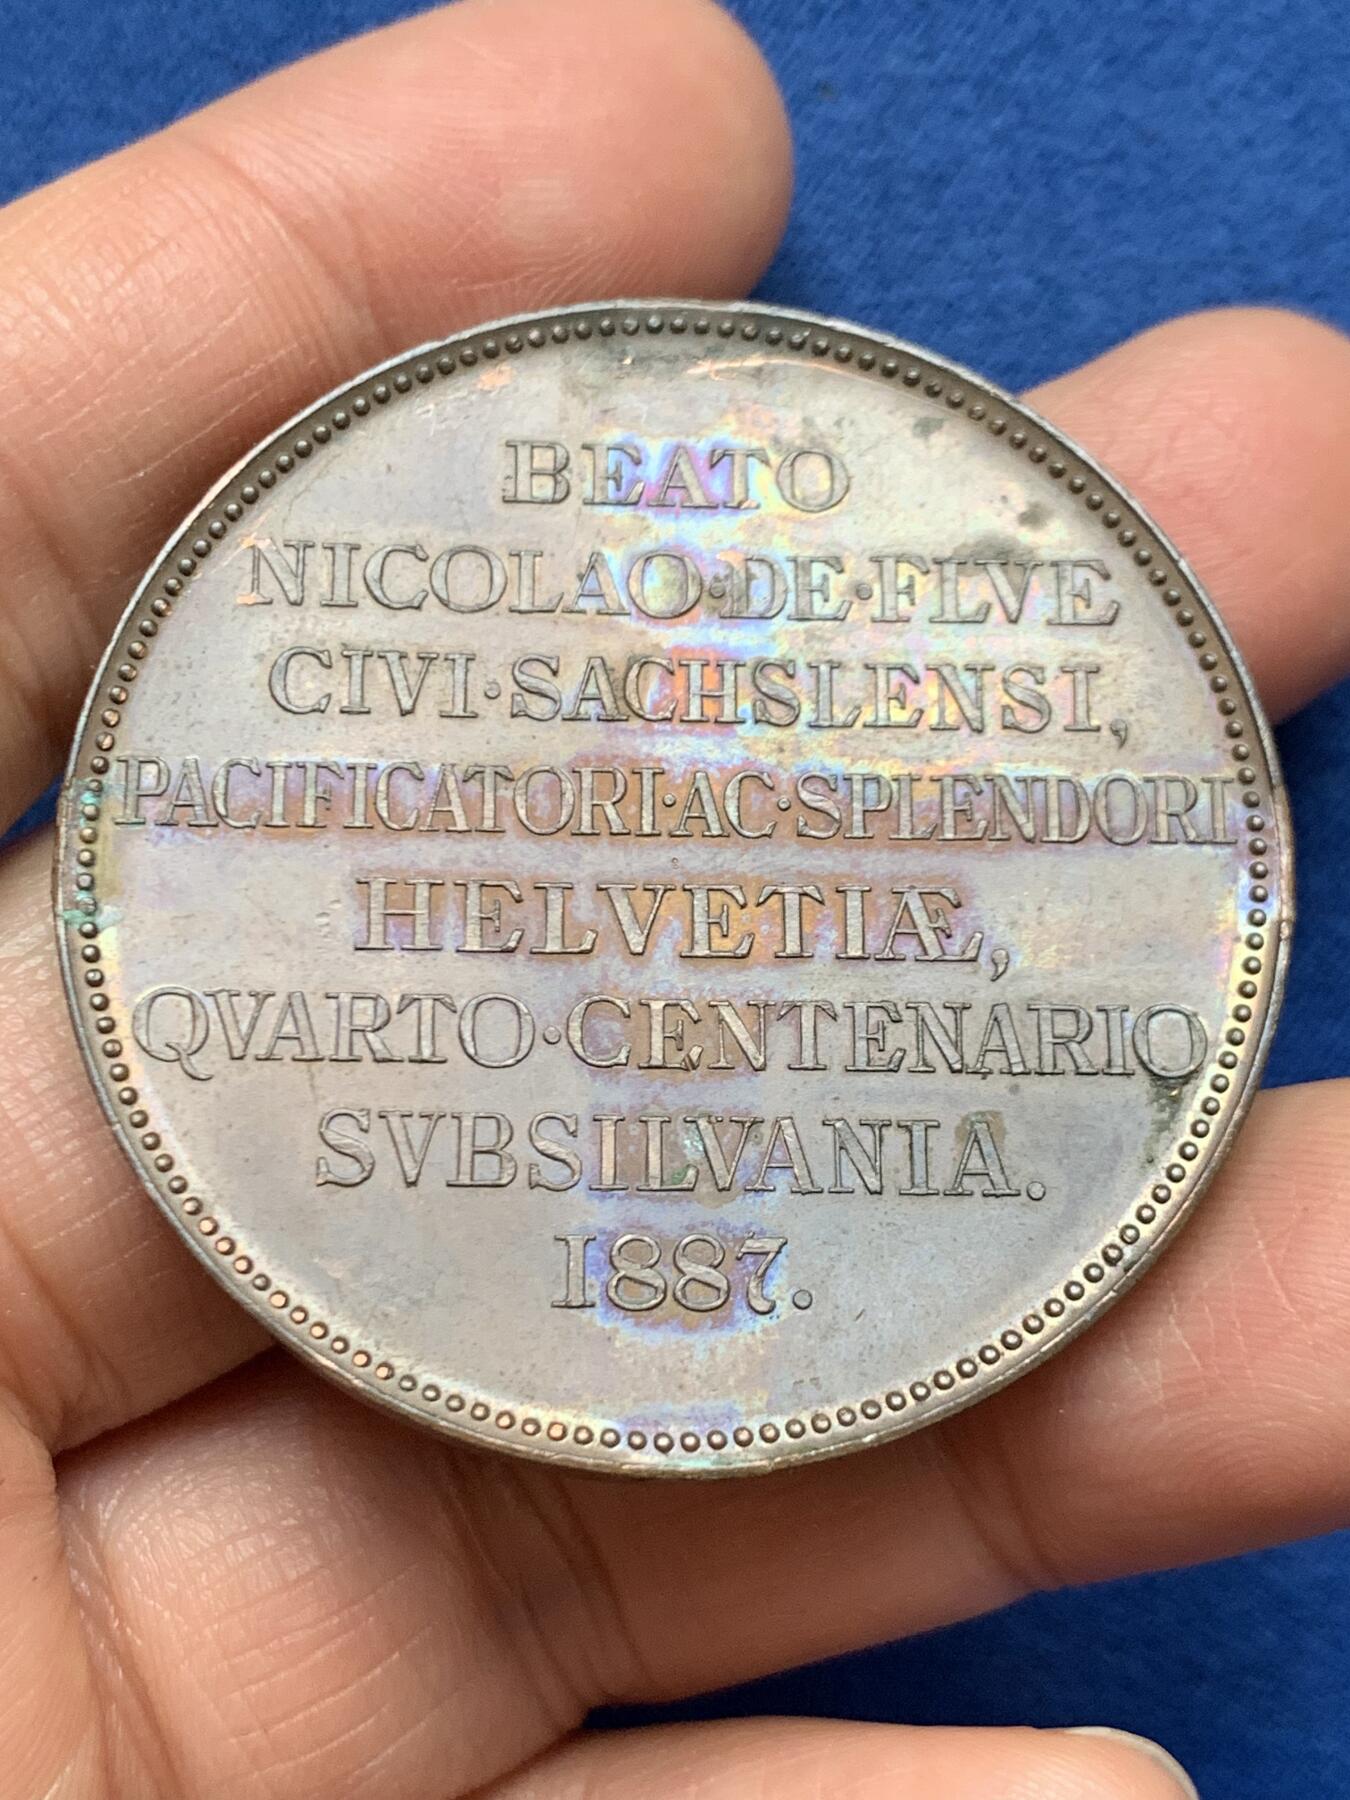 BEATO
NICOLAO·DE·FLVE
CIVI·SACHSLENSI,
PACIFICATORI·AC·SPLENDORI
HELVETIÆ,
QVARTO·CENTENARIO
SVBSILVANIA.
1887.